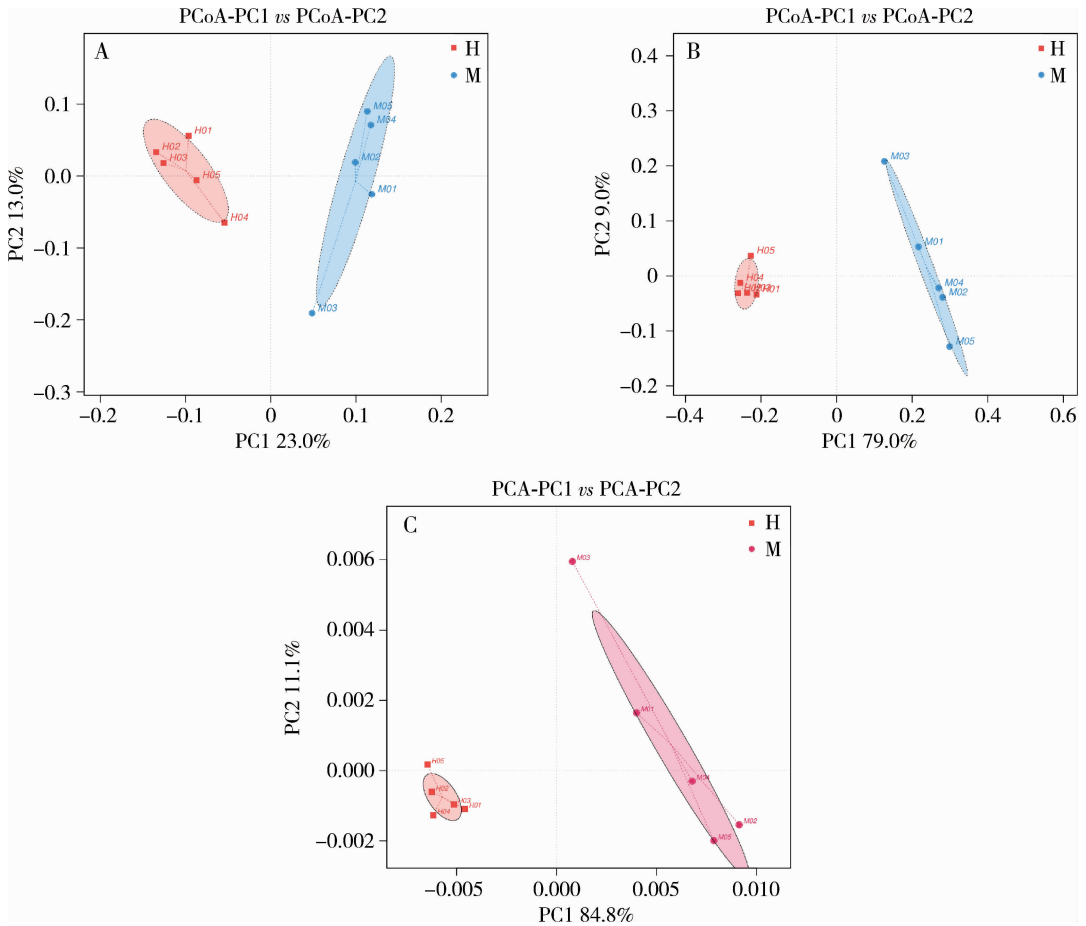 PCoA-PC1 vs PCoA-PC2
A
H
M
0.1
0.0
−0.1
−0.2
−0.3
PC2 13.0%
H01
H02
H03
H05
H04
M05
M04
M02
M01
M03
−0.2
−0.1
0
0.1
0.2
PC1 23.0%
PCoA-PC1 vs PCoA-PC2
B
H
M
0.4
0.3
0.2
0.1
0
−0.1
−0.2
PC2 9.0%
M03
M01
M04
M02
M05
H05
H04
H01
−0.4
−0.2
0
0.2
0.4
0.6
PC1 79.0%
PCA-PC1 vs PCA-PC2
C
H
M
0.006
0.004
0.002
0.000
−0.002
PC2 11.1%
M03
M01
M04
M02
M05
H05
H02
H03
H01
H04
−0.005
0.000
0.005
0.010
PC1 84.8%